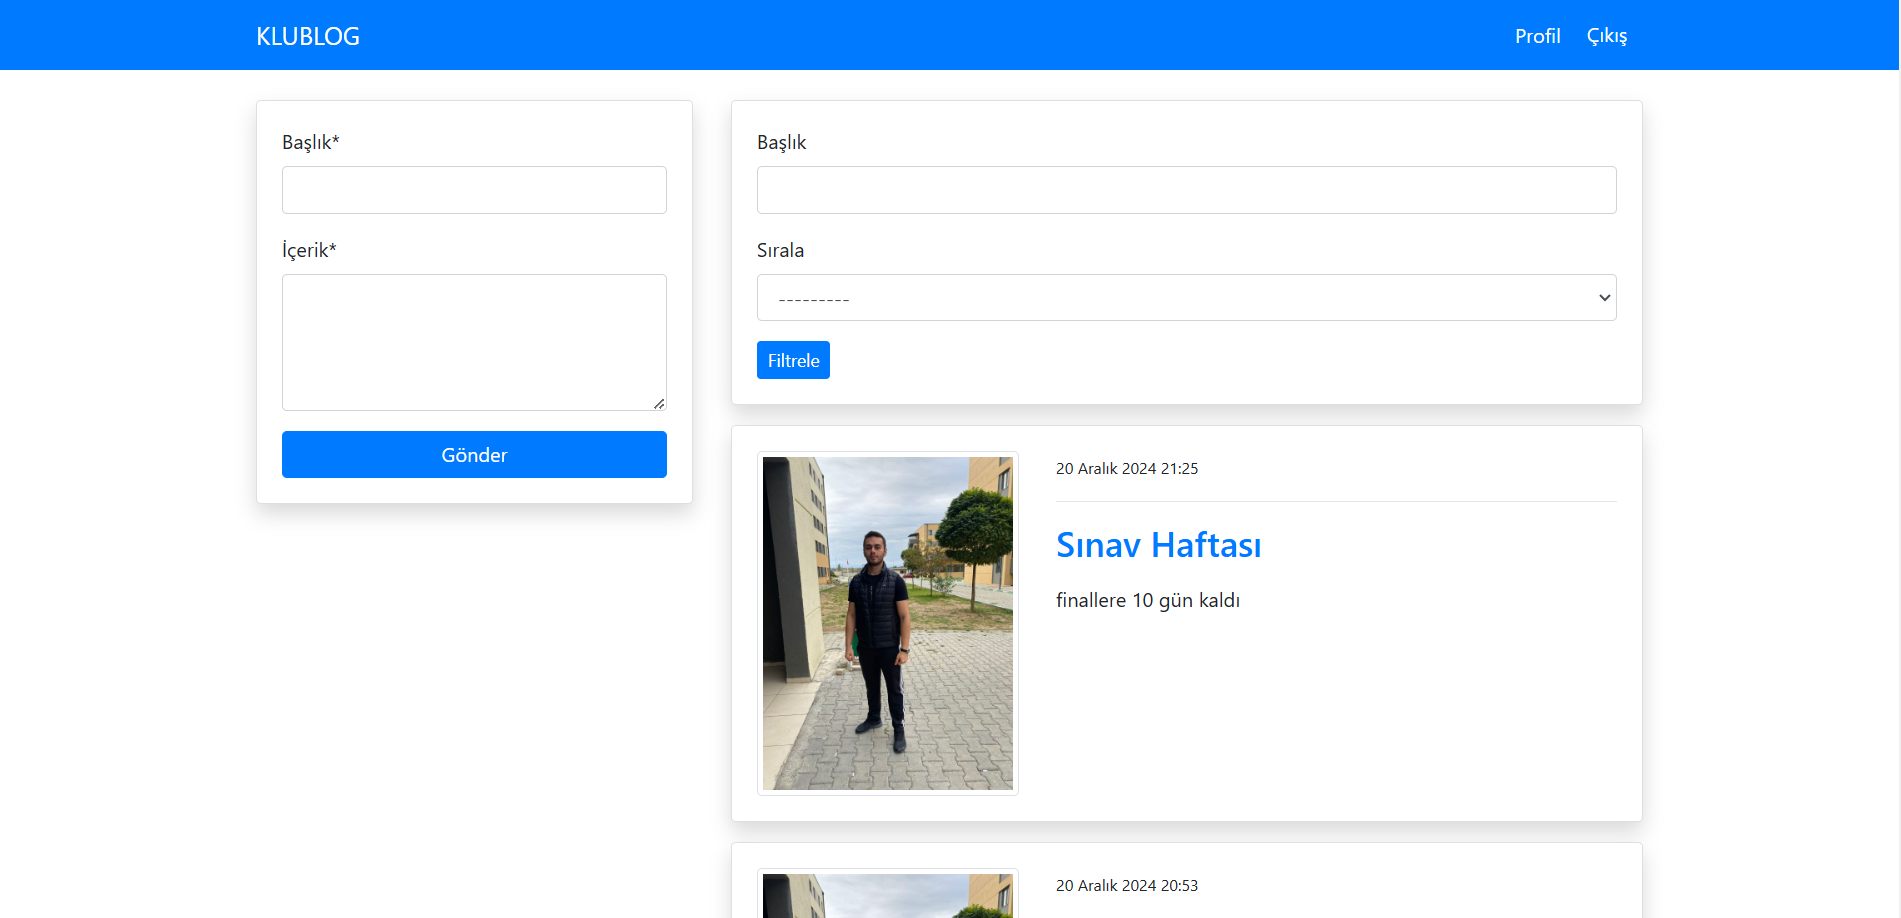 KLUBLOG
Profil
Çıkış
Başlık*
İçerik*
Gönder
Başlık
Sırala
---------
Filtrele
20 Aralık 2024 21:25
Sınav Haftası
finallere 10 gün kaldı
20 Aralık 2024 20:53